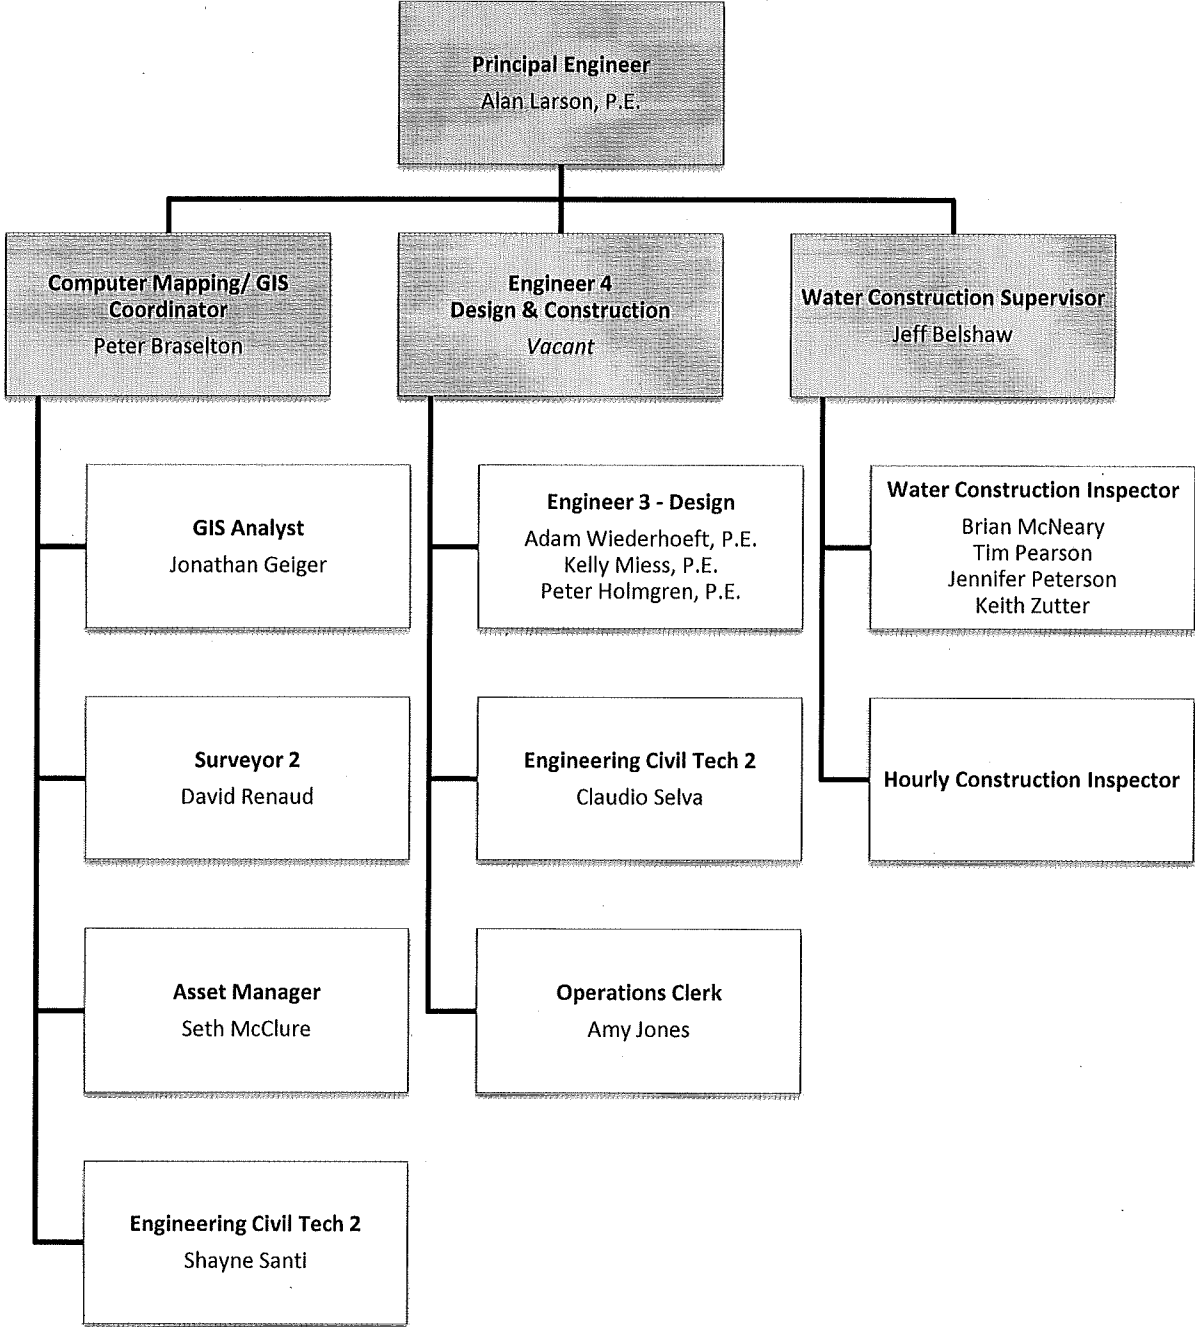 Principal Engineer
Alan Larson, P.E.
Computer Mapping/ GIS
Coordinator
Peter Braselton
Engineer 4
Design & Construction
Vacant
Water Construction Supervisor
Jeff Belshaw
GIS Analyst
Jonathan Geiger
Engineer 3 - Design
Adam Wiederhoeft, P.E.
Kelly Miess, P.E.
Peter Holmgren, P.E.
Water Construction Inspector
Brian McNeary
Tim Pearson
Jennifer Peterson
Keith Zutter
Surveyor 2
David Renaud
Engineering Civil Tech 2
Claudio Selva
Hourly Construction Inspector
Asset Manager
Seth McClure
Operations Clerk
Amy Jones
Engineering Civil Tech 2
Shayne Santi